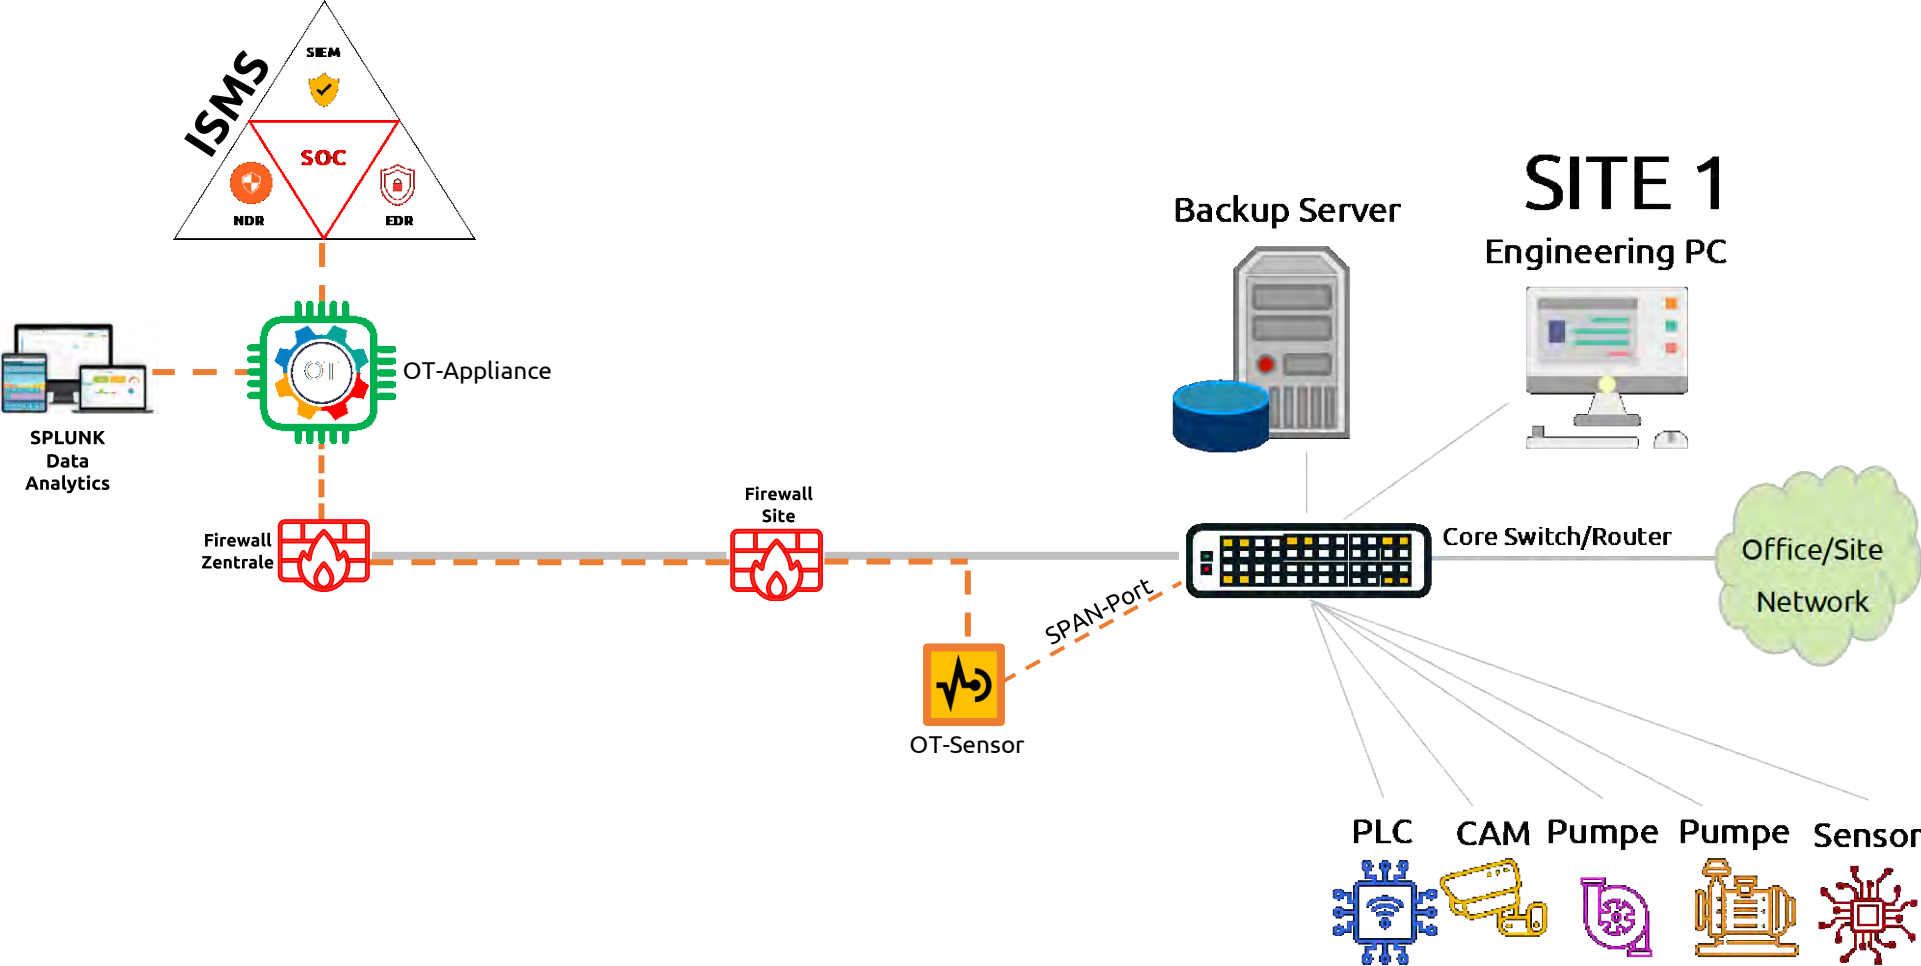 ISMS
SIEM
SOC
NDR
EDR
SITE 1
Backup Server
Engineering PC
OT
OT-Appliance
SPLUNK
Data
Analytics
Firewall
Site
Firewall
Zentrale
Core Switch/Router
Office/Site
Network
SPAN-Port
OT-Sensor
PLC
CAM
Pumpe
Pumpe
Sensor